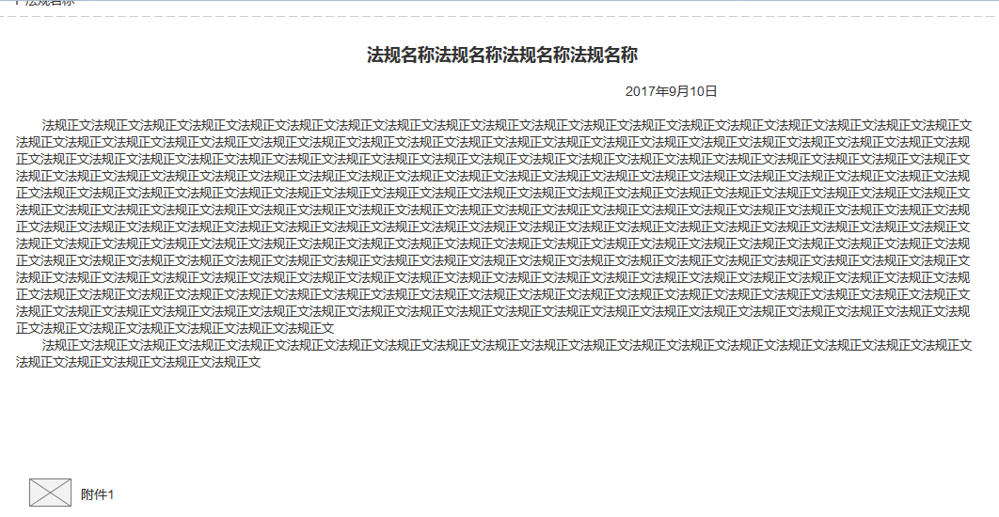 法规名称
法规名称法规名称法规名称法规名称
2017年9月10日
法规正文法规正文法规正文法规正文法规正文法规正文法规正文法规正文法规正文法规正文法规正文法规正文法规正文法规正文法规正文法规正文法规正文法规正文法规正文
法规正文法规正文法规正文法规正文法规正文法规正文法规正文法规正文法规正文法规正文法规正文法规正文法规正文法规正文法规正文法规正文法规正文法规正文法规正文法规
正文法规正文法规正文法规正文法规正文法规正文法规正文法规正文法规正文法规正文法规正文法规正文法规正文法规正文法规正文法规正文法规正文法规正文法规正文法规正文
法规正文法规正文法规正文法规正文法规正文法规正文法规正文法规正文法规正文法规正文法规正文法规正文法规正文法规正文法规正文法规正文法规正文法规正文法规正文法规
正文法规正文法规正文法规正文法规正文法规正文法规正文法规正文法规正文法规正文法规正文法规正文法规正文法规正文法规正文法规正文法规正文法规正文法规正文法规正文
法规正文法规正文法规正文法规正文法规正文法规正文法规正文法规正文法规正文法规正文法规正文法规正文法规正文法规正文法规正文法规正文法规正文法规正文法规正文法规
正文法规正文法规正文法规正文法规正文法规正文法规正文法规正文法规正文法规正文法规正文法规正文法规正文法规正文法规正文法规正文法规正文法规正文法规正文法规正文
法规正文法规正文法规正文法规正文法规正文法规正文法规正文法规正文法规正文法规正文法规正文法规正文法规正文法规正文法规正文法规正文法规正文法规正文法规正文法规
正文法规正文法规正文法规正文法规正文法规正文法规正文法规正文法规正文法规正文法规正文法规正文法规正文法规正文法规正文法规正文法规正文法规正文法规正文法规正文
法规正文法规正文法规正文法规正文法规正文法规正文法规正文法规正文法规正文法规正文法规正文法规正文法规正文法规正文法规正文法规正文法规正文法规正文法规正文法规
正文法规正文法规正文法规正文法规正文法规正文法规正文法规正文法规正文法规正文法规正文法规正文法规正文法规正文法规正文法规正文法规正文法规正文法规正文法规正文
法规正文法规正文法规正文法规正文法规正文法规正文法规正文法规正文法规正文法规正文法规正文法规正文法规正文法规正文法规正文法规正文法规正文法规正文法规正文法规
正文法规正文法规正文法规正文法规正文法规正文法规正文
法规正文法规正文法规正文法规正文法规正文法规正文法规正文法规正文法规正文法规正文法规正文法规正文法规正文法规正文法规正文法规正文法规正文法规正文法规正文
法规正文法规正文法规正文法规正文法规正文
附件1